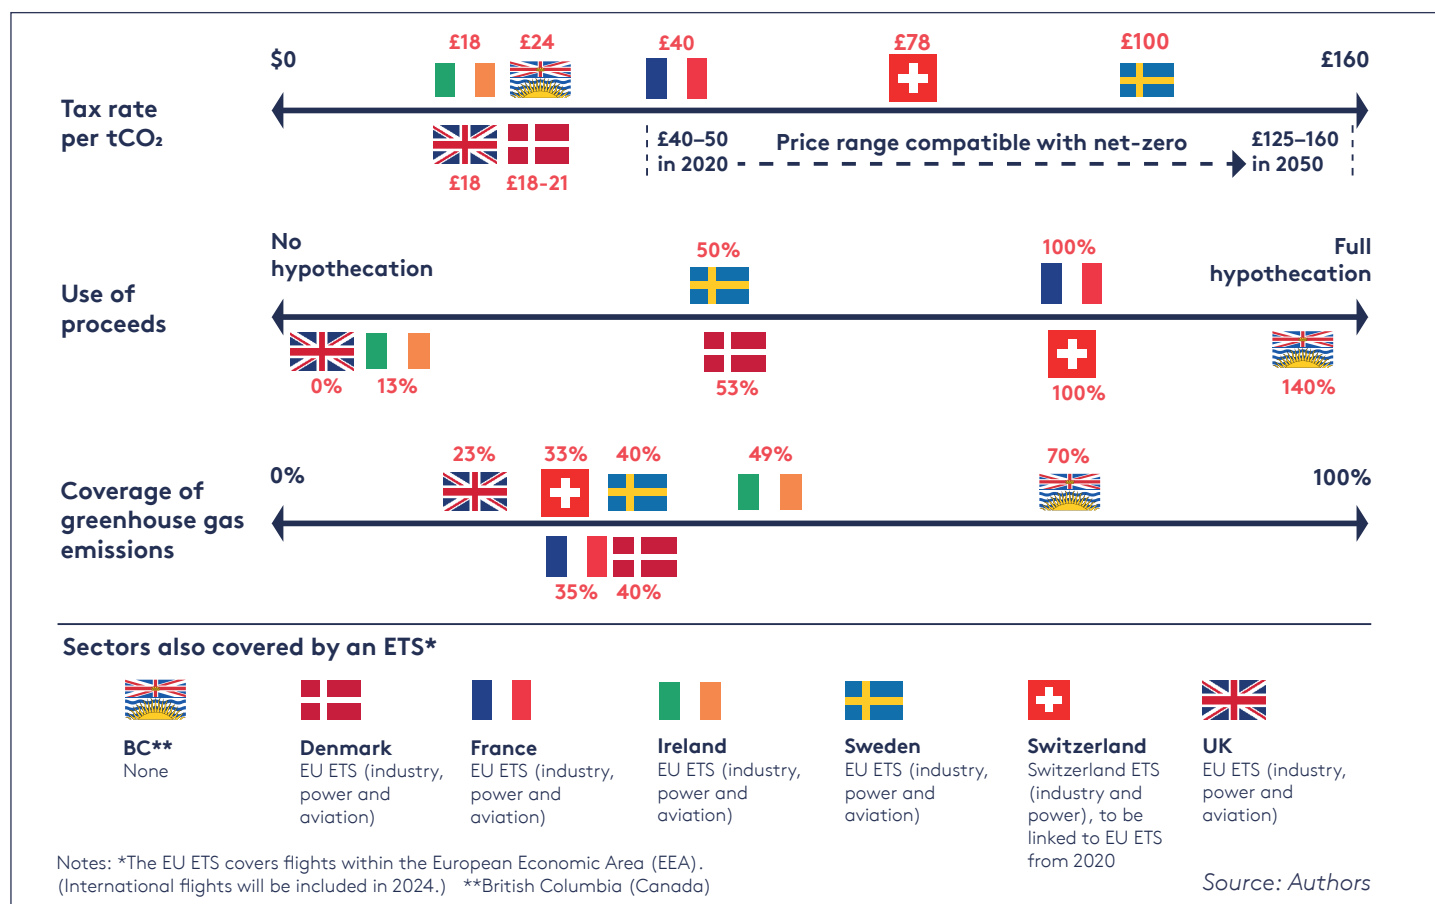 £18
£24
£40
£78
£100
$0
£160
Tax rate
per tCO₂
£40–50
in 2020
Price range compatible with net-zero
£125–160
in 2050
£18
£18-21
No
hypothecation
50%
100%
Full
hypothecation
Use of
proceeds
0%
13%
53%
100%
140%
0%
23%
33%
40%
49%
70%
100%
Coverage of
greenhouse gas
emissions
35%
40%
Sectors also covered by an ETS*
BC**
None
Denmark
EU ETS (industry,
power and
aviation)
France
EU ETS (industry,
power and
aviation)
Ireland
EU ETS (industry,
power and
aviation)
Sweden
EU ETS (industry,
power and
aviation)
Switzerland
Switzerland ETS
(industry and
power), to be
linked to EU ETS
from 2020
UK
EU ETS (industry,
power and
aviation)
Notes: *The EU ETS covers flights within the European Economic Area (EEA).
(International flights will be included in 2024.) **British Columbia (Canada)
Source: Authors